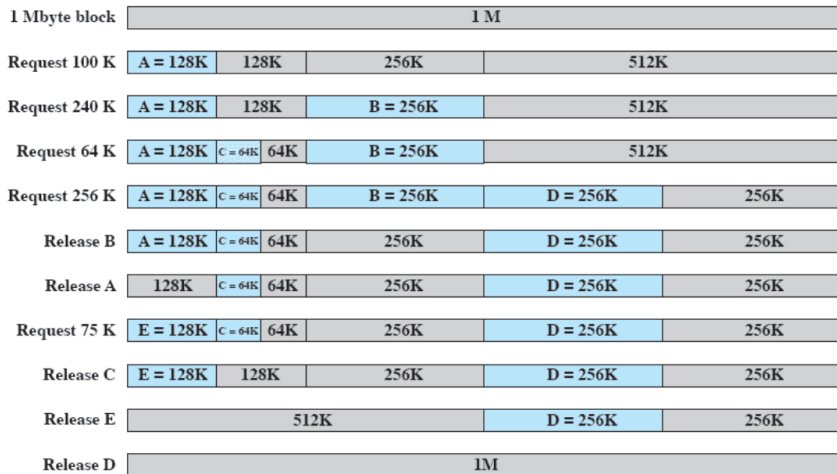 1 Mbyte block 1 M
Request 100 K A = 128K 128K 256K 512K
Request 240 K A = 128K 128K B = 256K 512K
Request 64 K A = 128K C = 64K 64K B = 256K 512K
Request 256 K A = 128K C = 64K 64K B = 256K D = 256K 256K
Release B A = 128K C = 64K 64K 256K D = 256K 256K
Release A 128K C = 64K 64K 256K D = 256K 256K
Request 75 K E = 128K C = 64K 64K 256K D = 256K 256K
Release C E = 128K 128K 256K D = 256K 256K
Release E 512K D = 256K 256K
Release D 1M